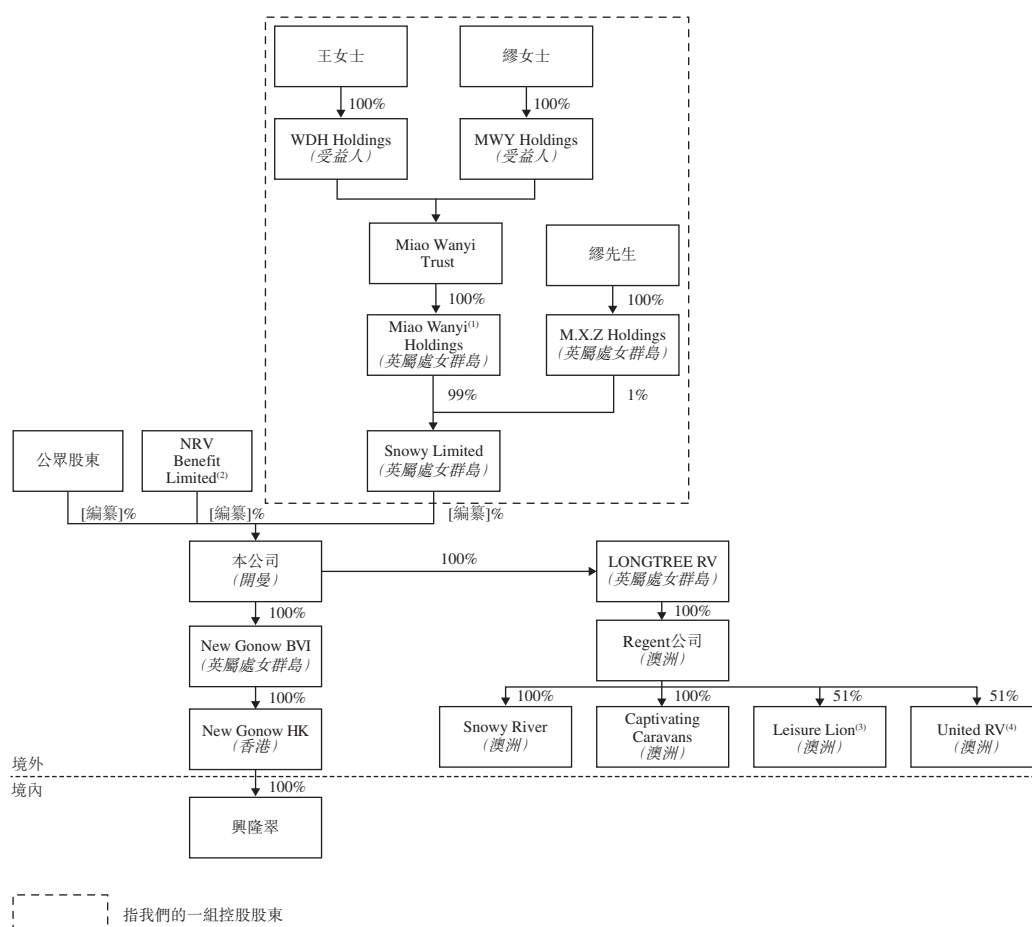 王女士
繆女士
100%
100%
WDH Holdings
(受益人)
MWY Holdings
(受益人)
Miao Wanyi
Trust
繆先生
100%
100%
Miao Wanyi(1)
Holdings
(英屬處女群島)
M.X.Z Holdings
(英屬處女群島)
99%
1%
公眾股東
NRV
Benefit
Limited(2)
Snowy Limited
(英屬處女群島)
[編纂]%
[編纂]%
[編纂]%
本公司
(開曼)
100%
LONGTREE RV
(英屬處女群島)
100%
100%
New Gonow BVI
(英屬處女群島)
Regent公司
(澳洲)
100%
100%
100%
51%
51%
New Gonow HK
(香港)
Snowy River
(澳洲)
Captivating
Caravans
(澳洲)
Leisure Lion(3)
(澳洲)
United RV(4)
(澳洲)
境外
境內
100%
興隆翠
指我們的一組控股股東